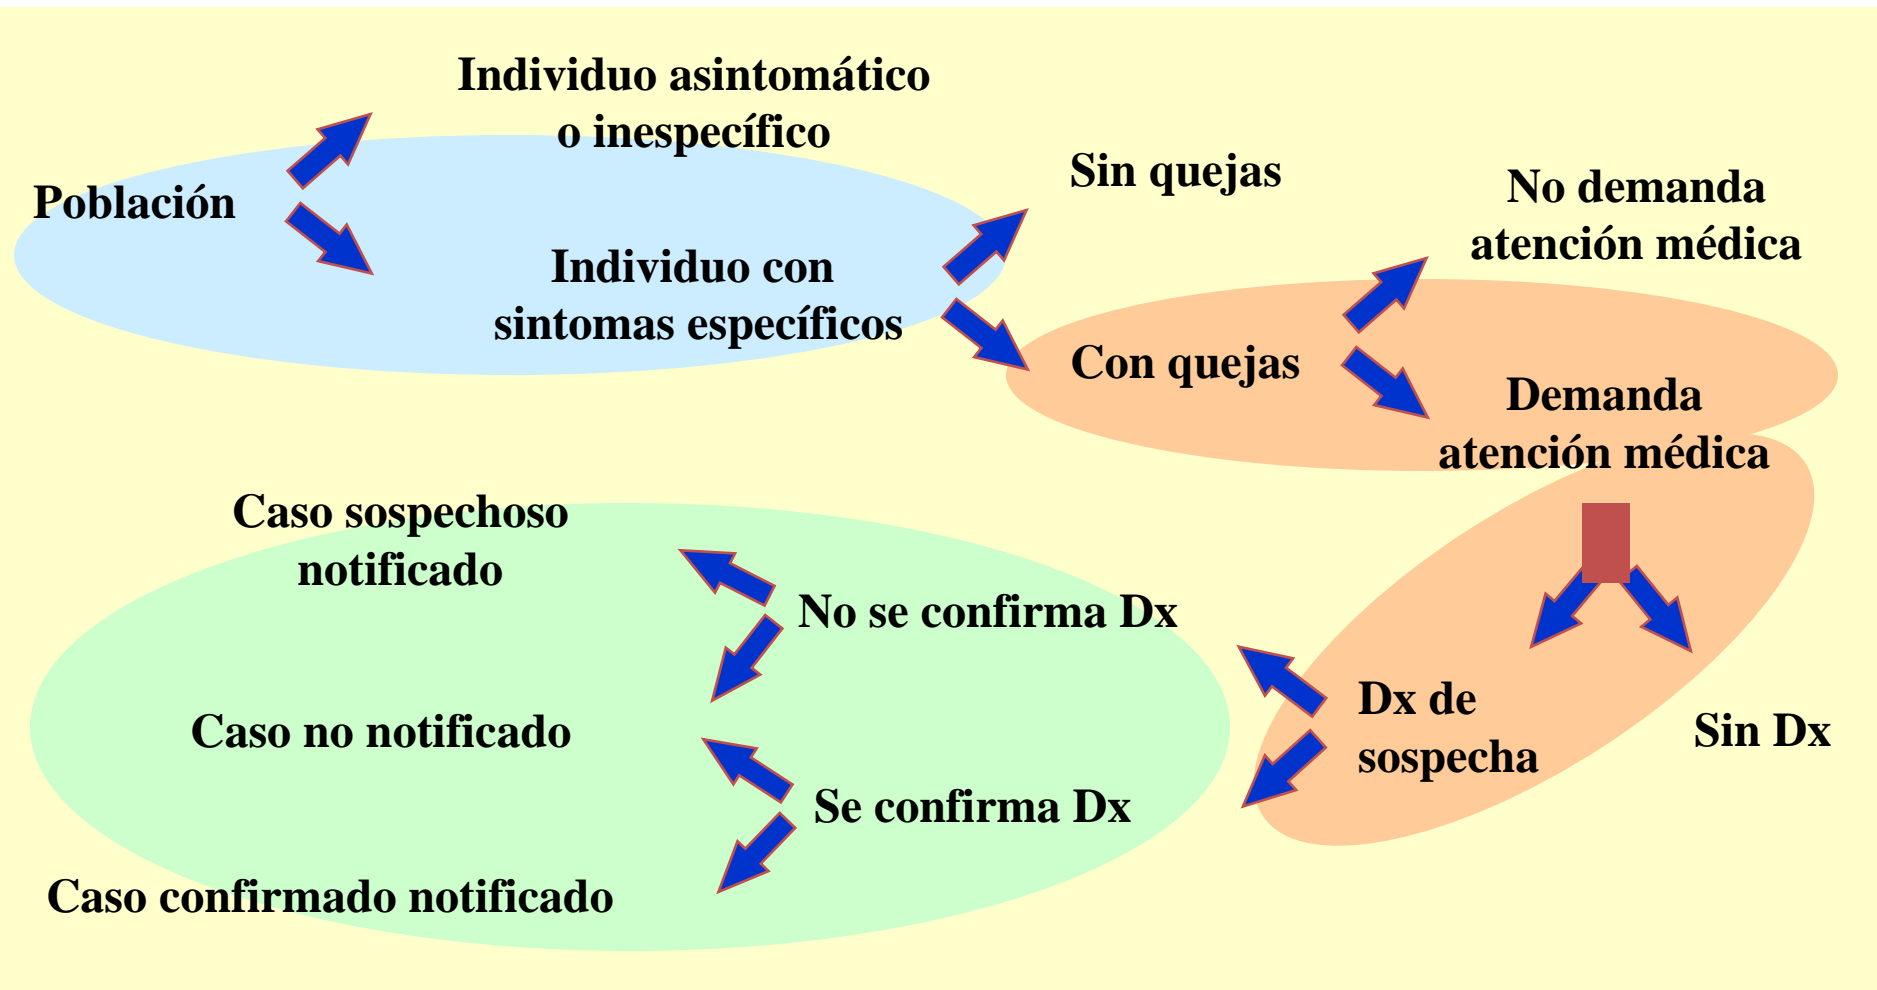 Individuo asintomático
o inespecífico
Población
Individuo con
sintomas específicos
Sin quejas
Con quejas
No demanda
atención médica
Demanda
atención médica
Dx de
sospecha
Sin Dx
No se confirma Dx
Se confirma Dx
Caso sospechoso
notificado
Caso no notificado
Caso confirmado notificado